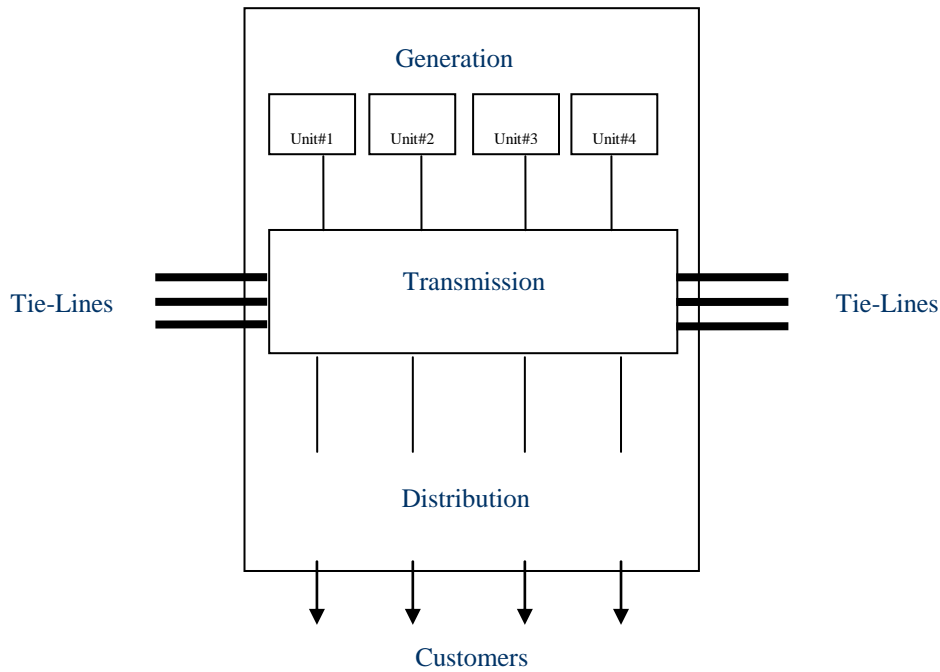 Generation
Unit#1
Unit#2
Unit#3
Unit#4
Transmission
Tie-Lines
Tie-Lines
Distribution
Customers